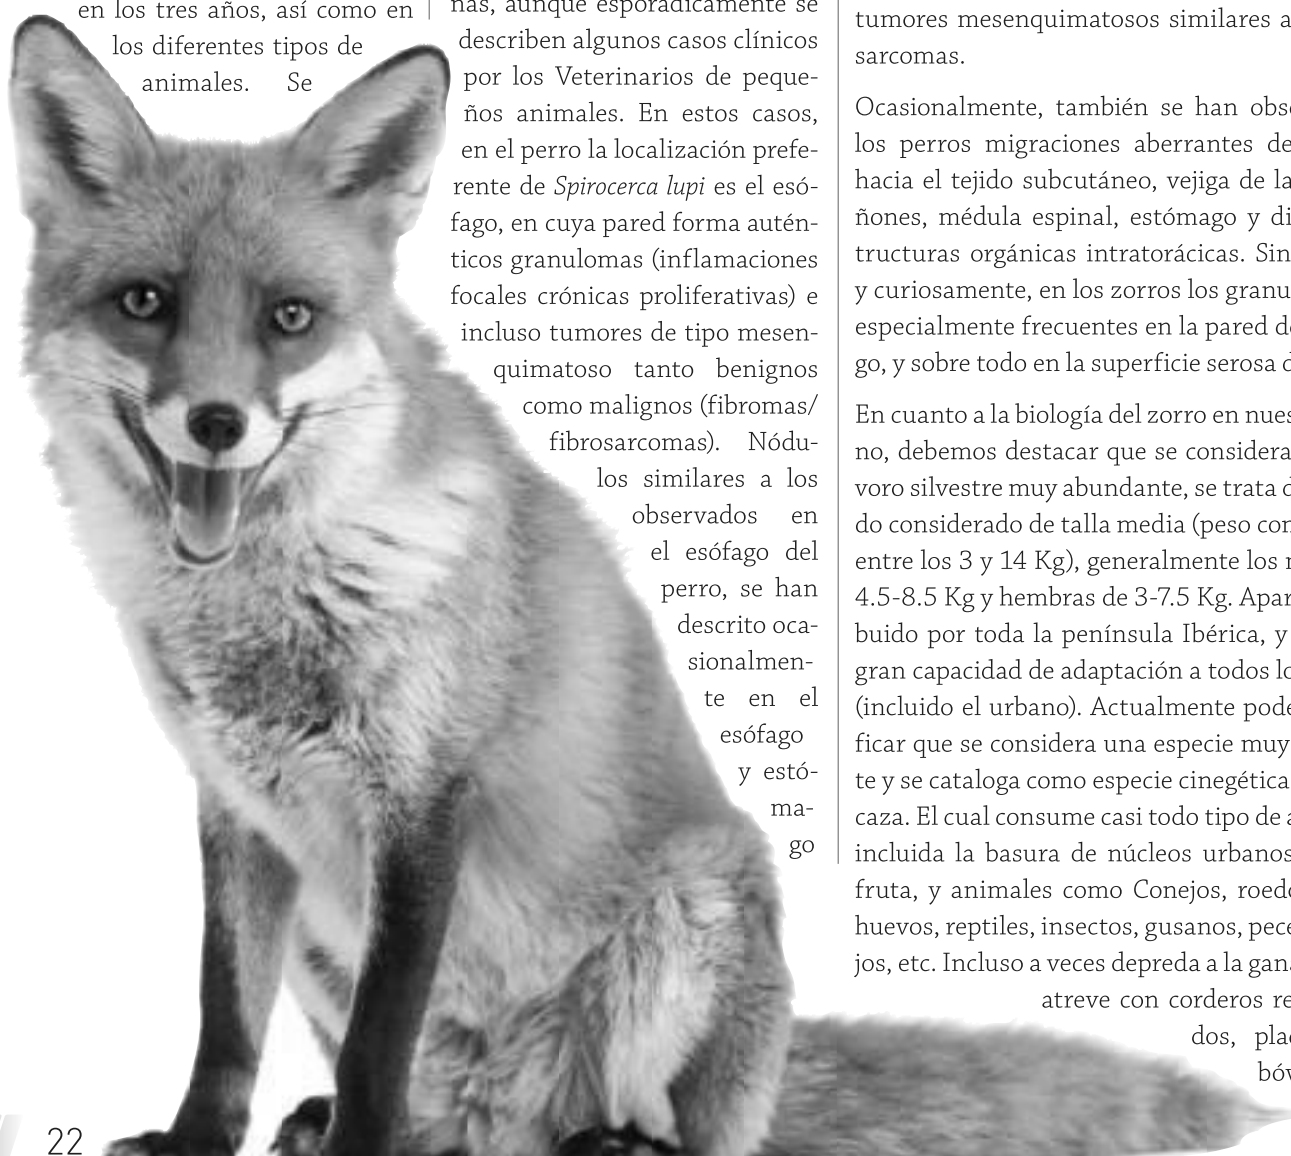 en los tres años, así como en
los diferentes tipos de
animales. Se
nas, aunque esporádicamente se
describen algunos casos clínicos
por los Veterinarios de peque-
ños animales. En estos casos,
en el perro la localización prefe-
rente de Spirocerca lupi es el esó-
fago, en cuya pared forma autén-
ticos granulomas (inflamaciones
focales crónicas proliferativas) e
incluso tumores de tipo mesen-
quimatoso tanto benignos
como malignos (fibromas/
fibrosarcomas). Nódu-
los similares a los
observados en
el esófago del
perro, se han
descrito oca-
sionalmen-
te en el
esófago
y estó-
ma-
go
tumores mesenquimatosos similares a
sarcomas.
Ocasionalmente, también se han obs
los perros migraciones aberrantes de
hacia el tejido subcutáneo, vejiga de la
ñones, médula espinal, estómago y di
tructuras orgánicas intratorácicas. Sin
y curiosamente, en los zorros los granu
especialmente frecuentes en la pared d
go, y sobre todo en la superficie serosa d
En cuanto a la biología del zorro en nues
no, debemos destacar que se considera
voro silvestre muy abundante, se trata d
do considerado de talla media (peso com
entre los 3 y 14 Kg), generalmente los
4.5-8.5 Kg y hembras de 3-7.5 Kg. Apar
buido por toda la península Ibérica, y
gran capacidad de adaptación a todos lo
(incluido el urbano). Actualmente pode
ficar que se considera una especie muy
te y se cataloga como especie cinegética
caza. El cual consume casi todo tipo de a
incluida la basura de núcleos urbanos
fruta, y animales como Conejos, roed
huevos, reptiles, insectos, gusanos, pece
jos, etc. Incluso a veces depreda a la gana
atreve con corderos re
dos, pla
bóv
22